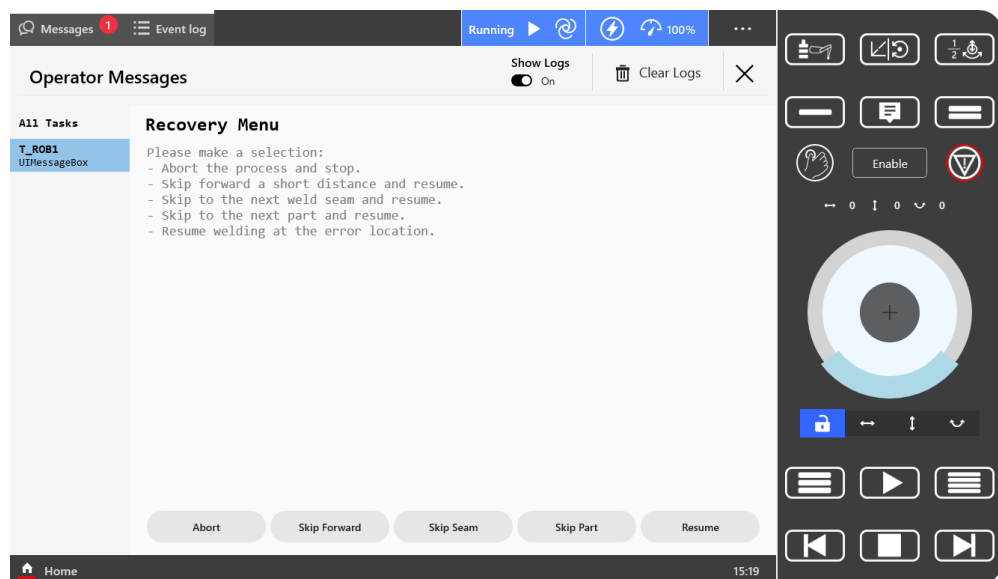 Messages 1 Event log Running 100% ...
Operator Messages Show Logs On Clear Logs
All Tasks
T_ROB1
UIMessageBox
Recovery Menu
Please make a selection:
- Abort the process and stop.
- Skip forward a short distance and resume.
- Skip to the next weld seam and resume.
- Skip to the next part and resume.
- Resume welding at the error location.
Abort Skip Forward Skip Seam Skip Part Resume
Home 15:19
1
2
Enable
0 0 0